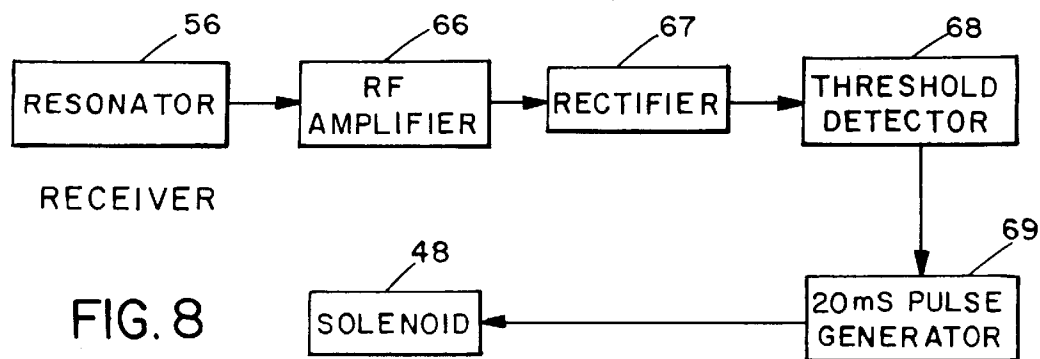 56
66
67
68
RESONATOR
RF
AMPLIFIER
RECTIFIER
THRESHOLD
DETECTOR
RECEIVER
69
48
20mS PULSE
GENERATOR
SOLENOID
FIG. 8